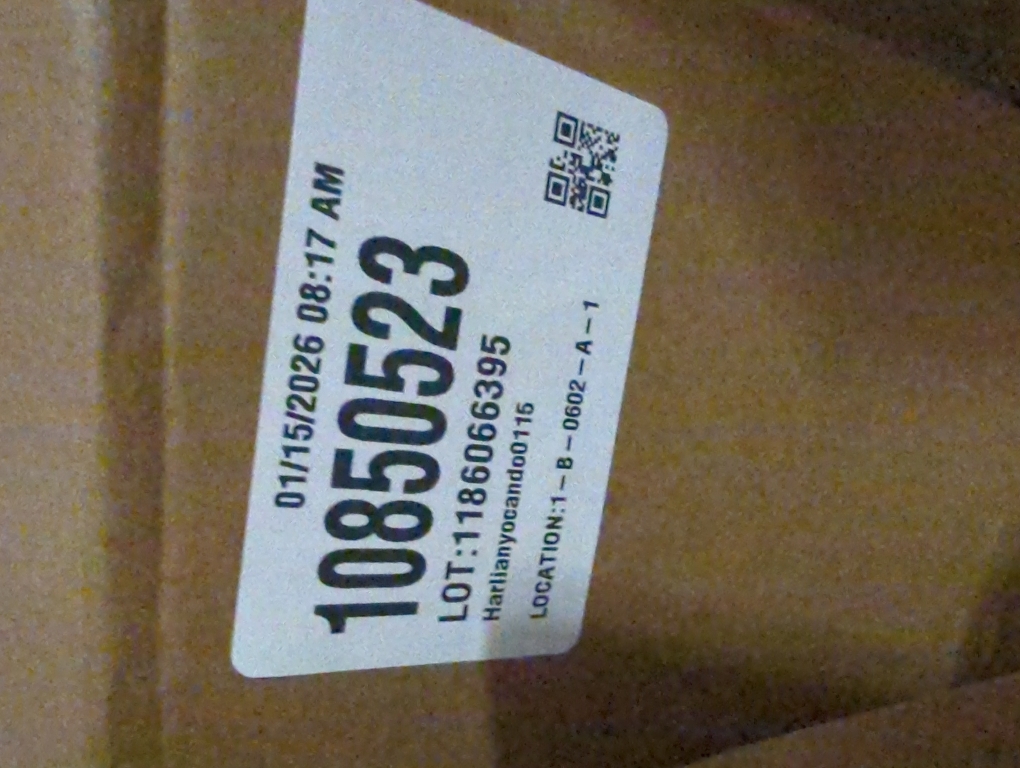 01/15/2026 08:17 AM
10850523
LOT:1186066395
Harlianyocando0115
LOCATION:1-B-0602-A-1